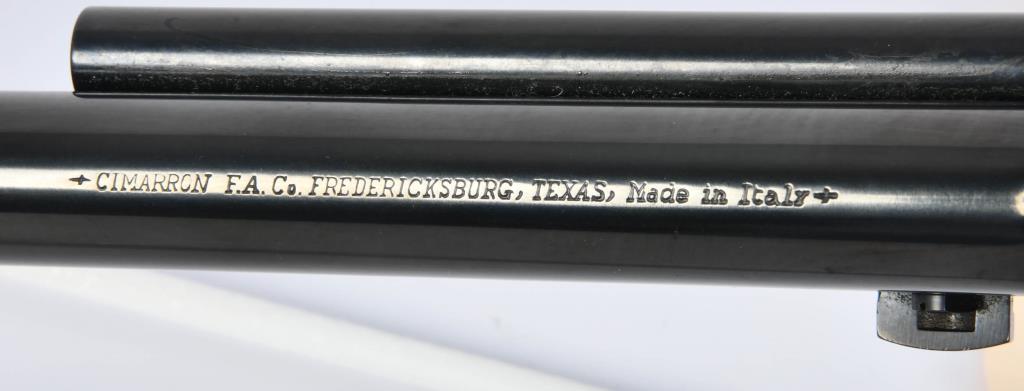 CIMARRON F.A.Co. FREDERICKSBURG, TEXAS, Made in Italy